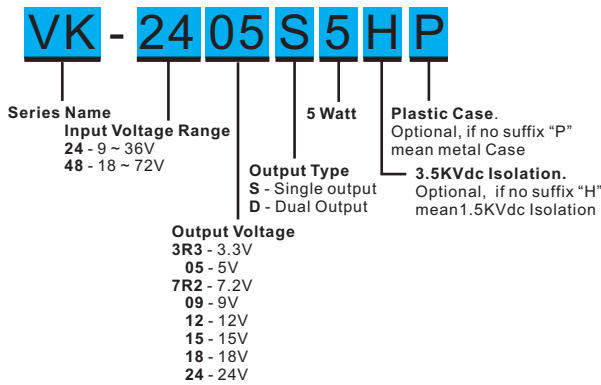 VK - 24 05 S 5 H P
Series Name
Input Voltage Range
24 - 9 ~ 36V
48 - 18 ~ 72V
Output Voltage
3R3 - 3.3V
05 - 5V
7R2 - 7.2V
09 - 9V
12 - 12V
15 - 15V
18 - 18V
24 - 24V
Output Type
S - Single output
D - Dual Output
5 Watt
3.5KVdc Isolation.
Optional, if no suffix “H”
mean1.5KVdc Isolation
Plastic Case.
Optional, if no suffix “P”
mean metal Case